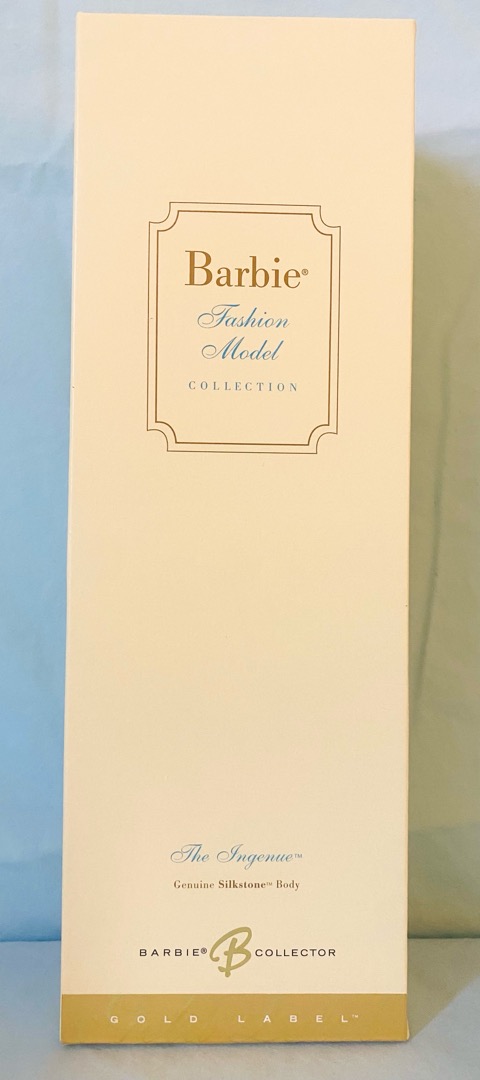 Barbie®
Fashion
Model
COLLECTION
The Ingenue™
Genuine Silkstone™ Body
BARBIE® B COLLECTOR
GOLD LABEL™